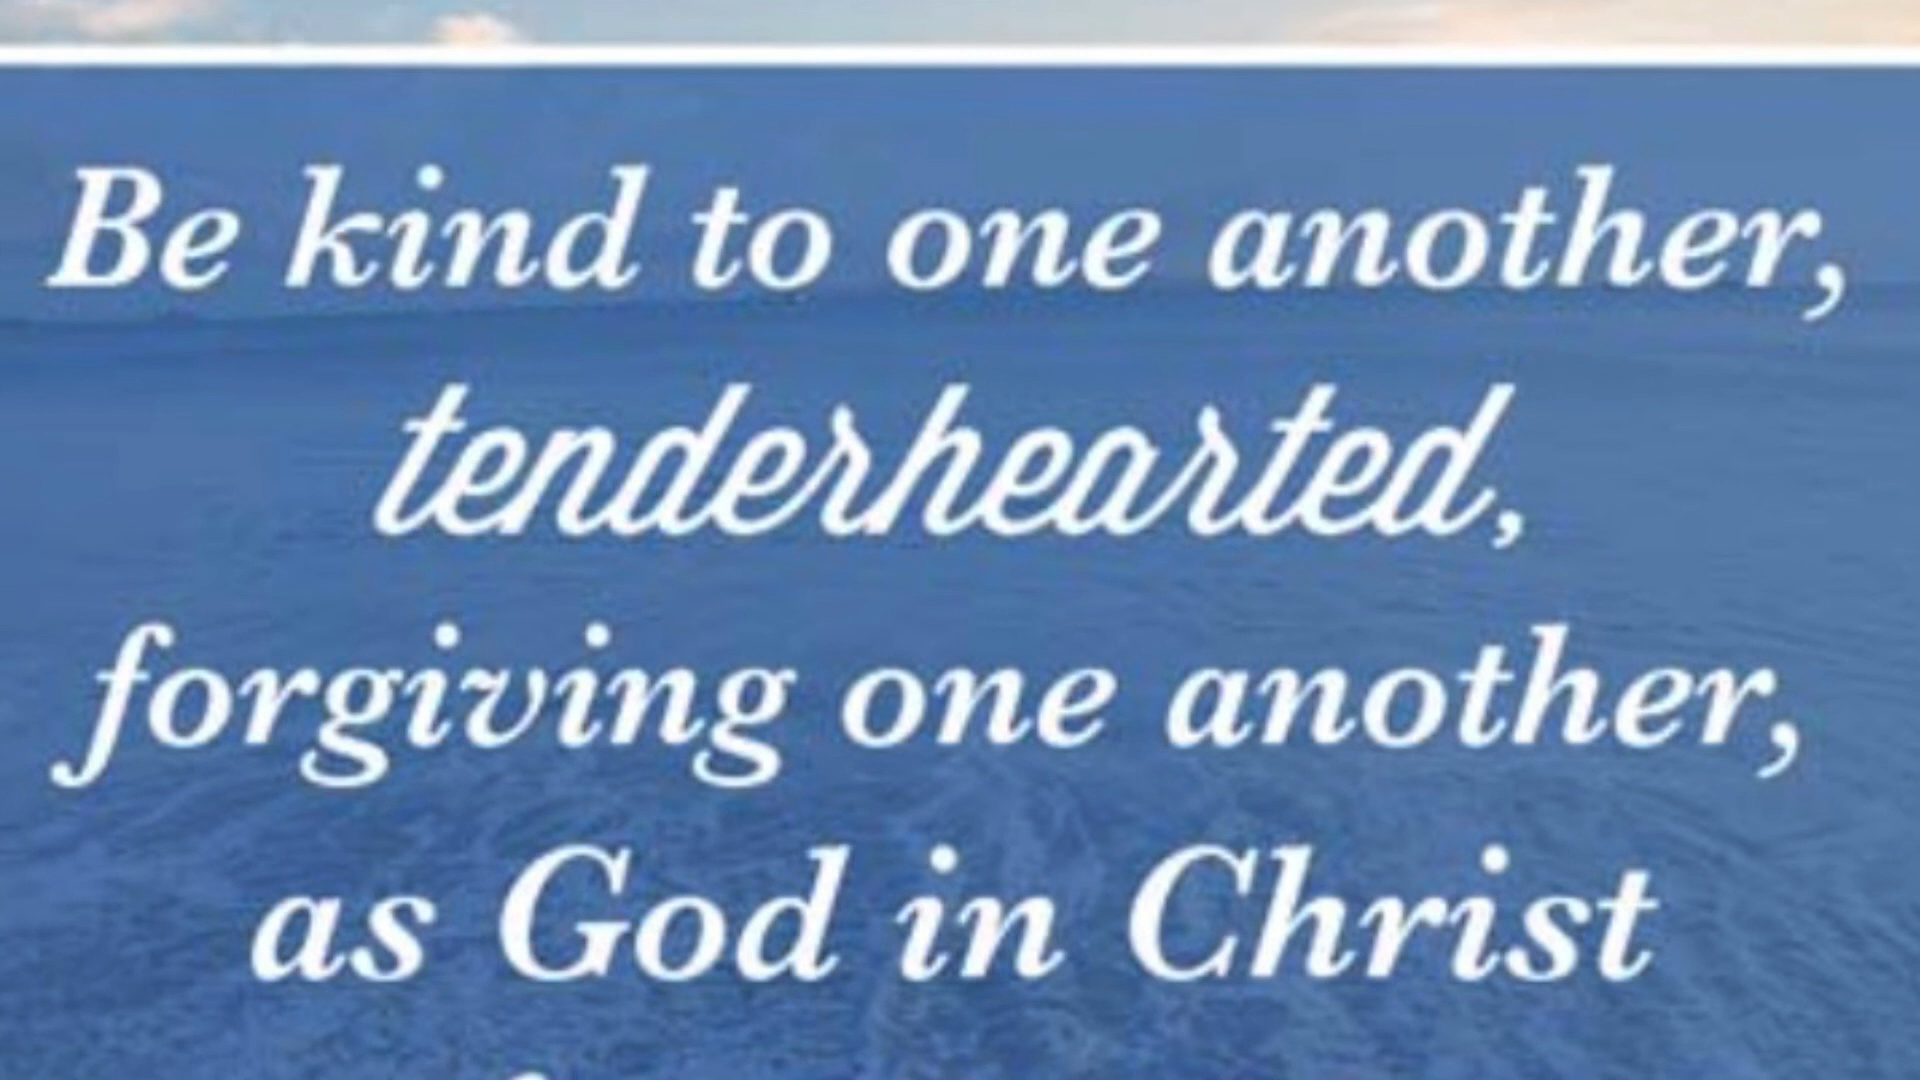 Be kind to one another,
tenderhearted,
forgiving one another,
as God in Christ